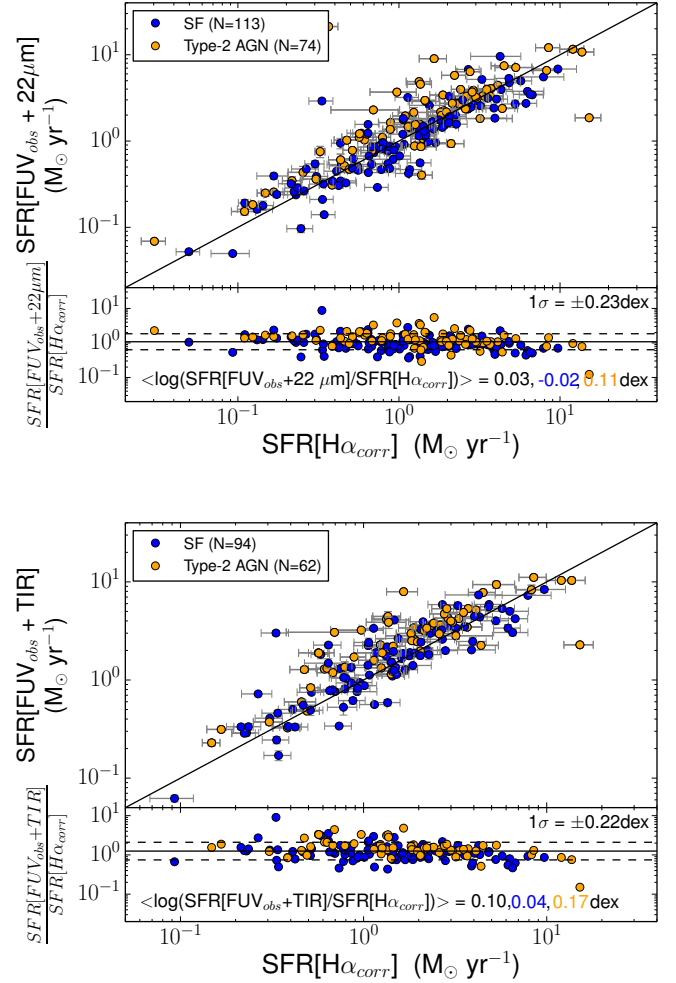 SF (N=113)
Type-2 AGN (N=74)
SFR[FUV_obs + 22μm]
(M⊙ yr⁻¹)
10¹
10⁰
10⁻¹
SFR[FUV_obs+22μm]
SFR[Hα_corr]
10¹
10⁰
10⁻¹
1σ = ±0.23dex
<log(SFR[FUV_obs+22 μm]/SFR[Hα_corr])> = 0.03, -0.02, 0.11dex
10⁻¹ 10⁰ 10¹
SFR[Hα_corr] (M⊙ yr⁻¹)
SF (N=94)
Type-2 AGN (N=62)
SFR[FUV_obs + TIR]
(M⊙ yr⁻¹)
10¹
10⁰
10⁻¹
SFR[FUV_obs+TIR]
SFR[Hα_corr]
10¹
10⁰
10⁻¹
1σ = ±0.22dex
<log(SFR[FUV_obs+TIR]/SFR[Hα_corr])> = 0.10, 0.04, 0.17dex
10⁻¹ 10⁰ 10¹
SFR[Hα_corr] (M⊙ yr⁻¹)